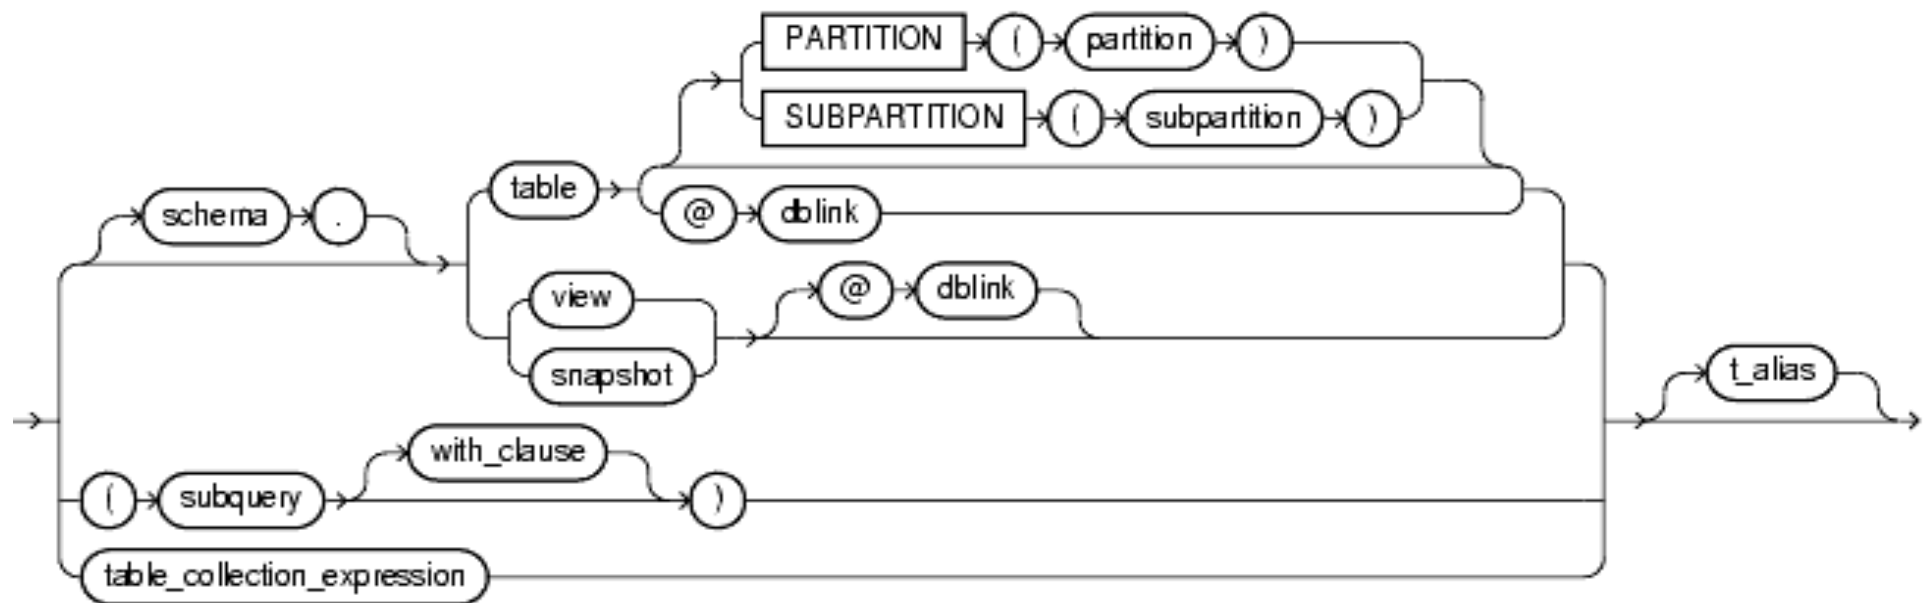 PARTITION ( partition )
SUBPARTITION ( subpartition )
table
schema .
@ dblink
view
@ dblink
snapshot
t_alias
with_clause
( subquery )
table_collection_expression